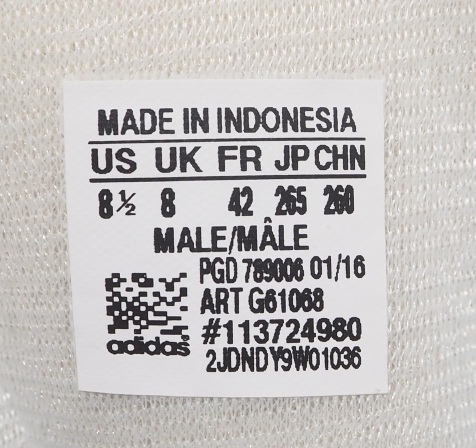 MADE IN INDONESIA
US UK FR JP CHN
8½ 8 42 265 260
MALE/MÂLE
PGD 789006 01/16
ART G61068
#113724980
adidas
2JDNDY9W01036